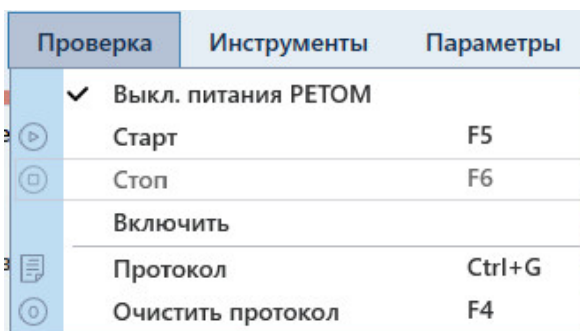 Проверка Инструменты Параметры
Выкл. питания РЕТОМ
Старт F5
Стоп F6
Включить
Протокол Ctrl+G
Очистить протокол F4